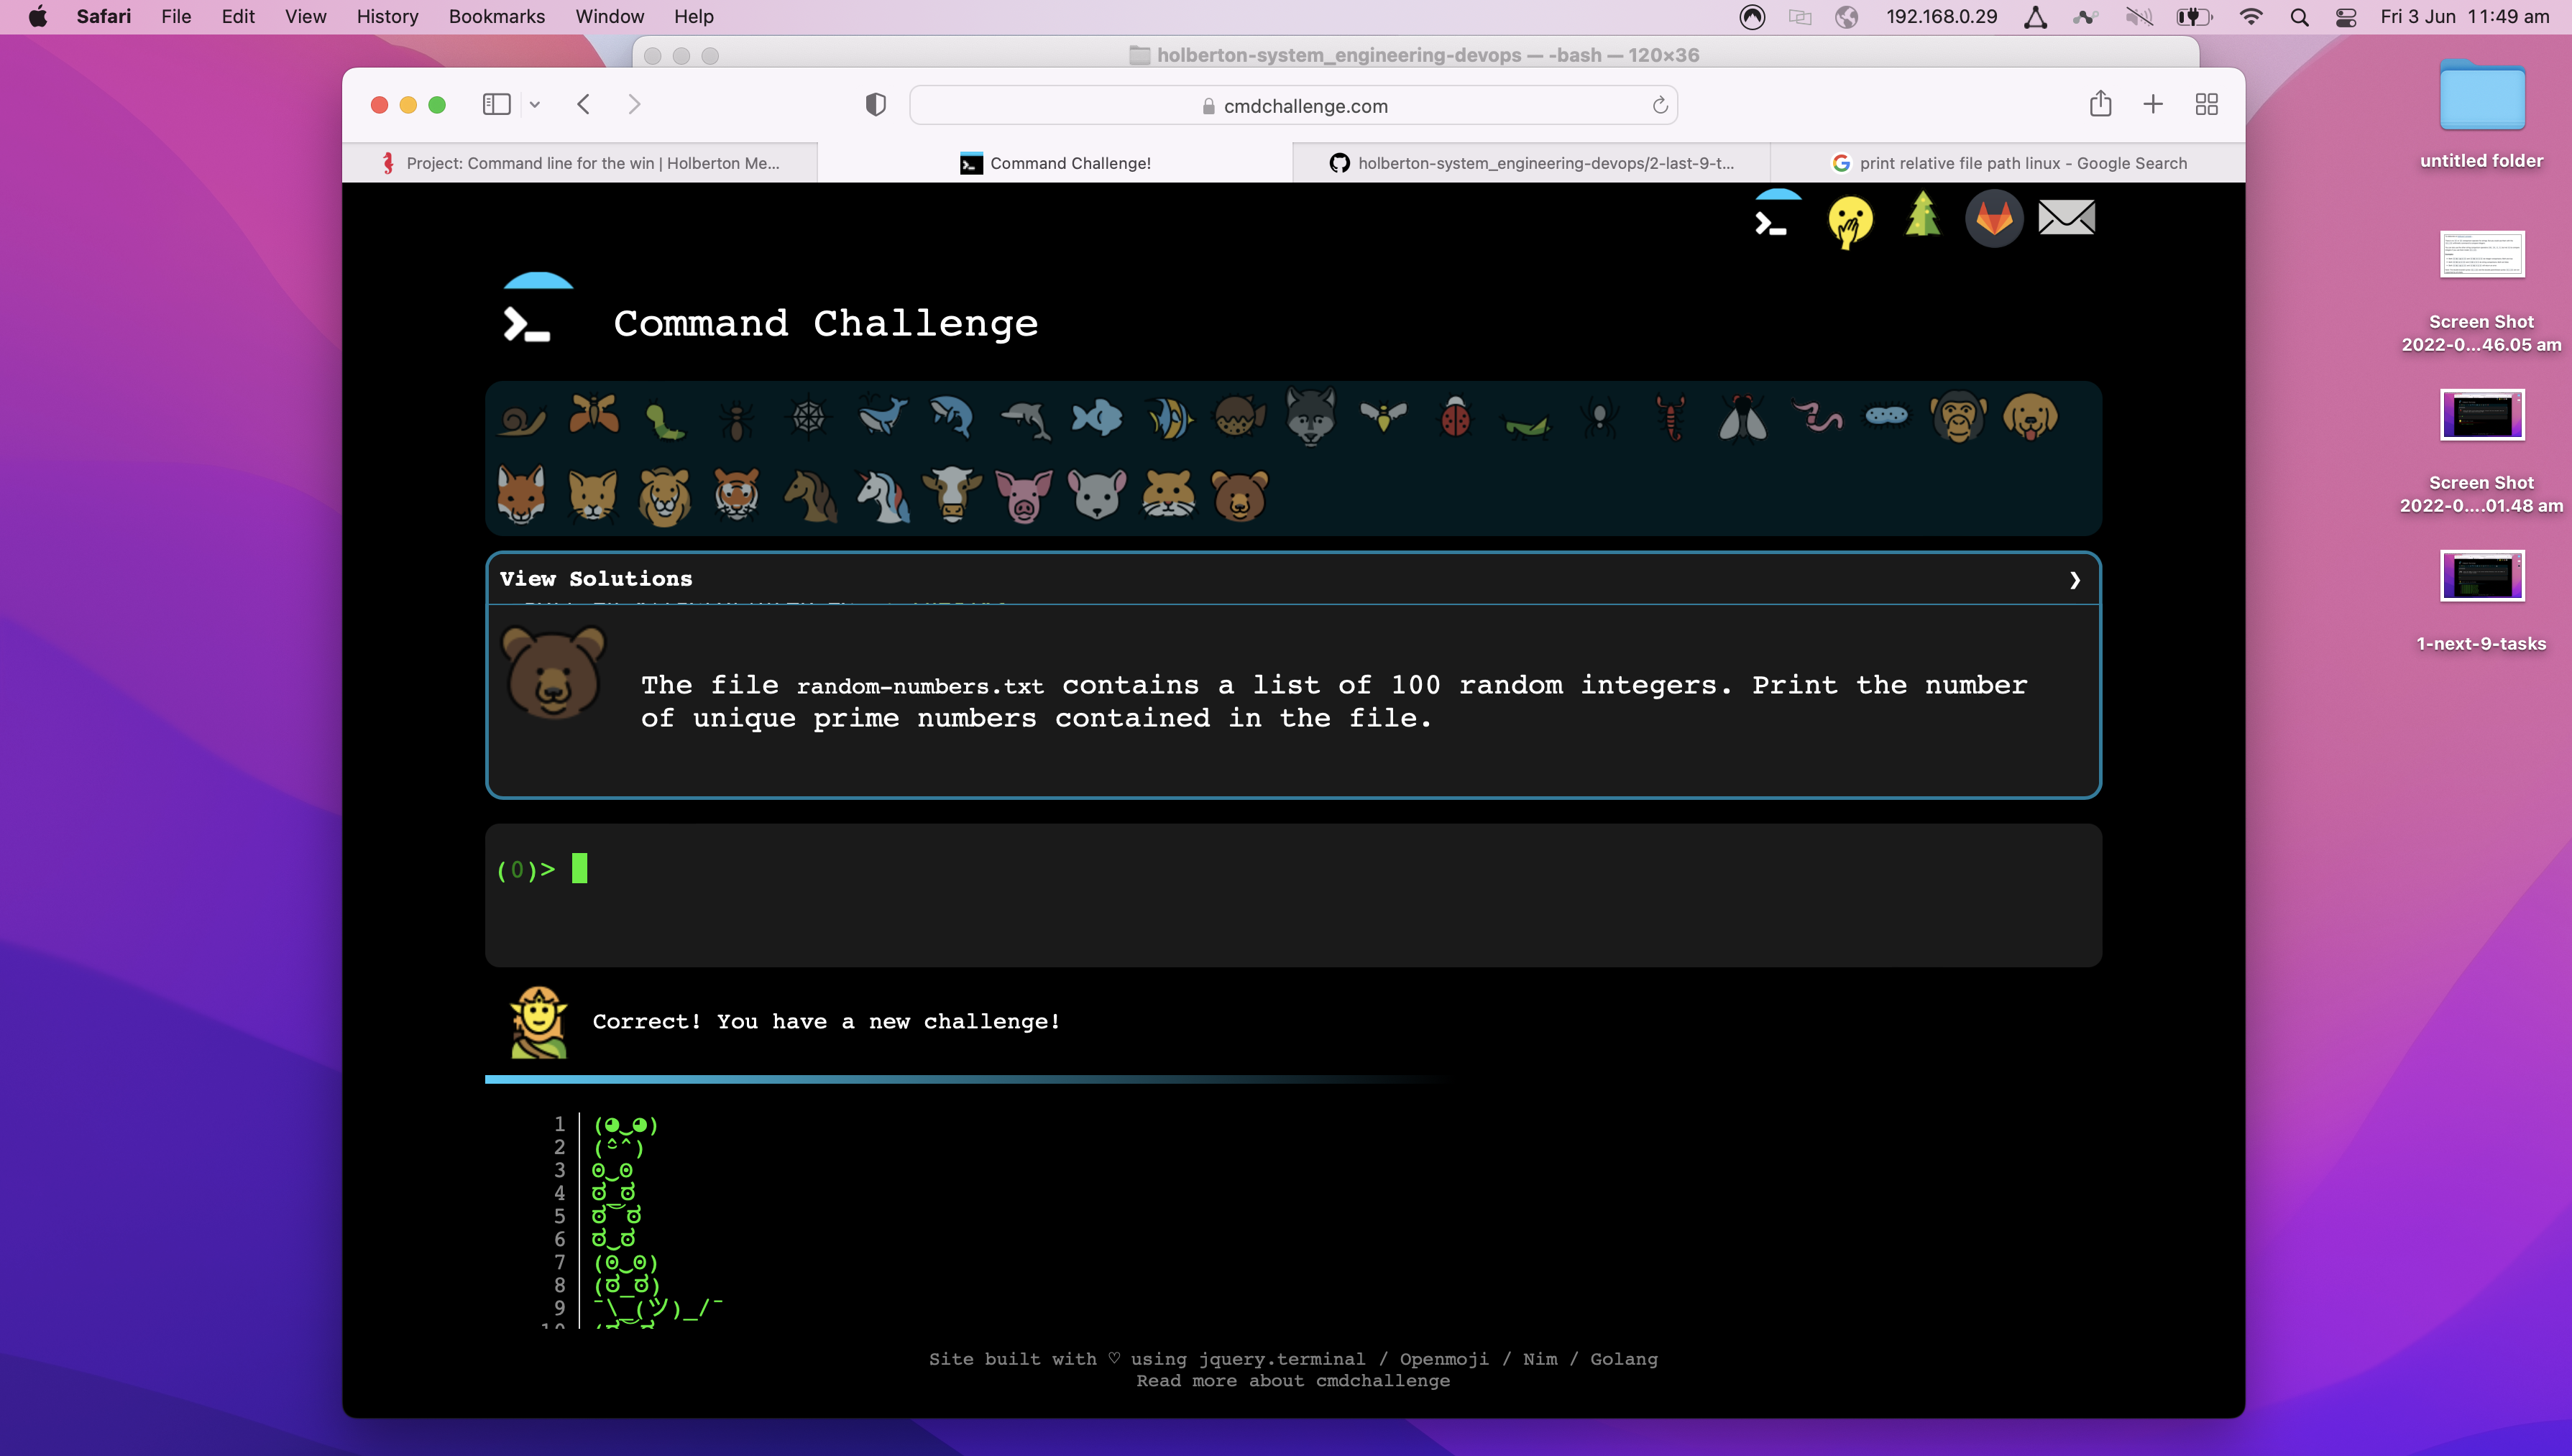 Safari File Edit View History Bookmarks Window Help 192.168.0.29 Fri 3 Jun 11:49 am
holberton-system_engineering-devops — -bash — 120×36
cmdchallenge.com
Project: Command line for the win | Holberton Me...
Command Challenge!
holberton-system_engineering-devops/2-last-9-t...
print relative file path linux - Google Search
Command Challenge
View Solutions
The file random-numbers.txt contains a list of 100 random integers. Print the number
of unique prime numbers contained in the file.
(0)>
Correct! You have a new challenge!
1
2
3
4
5
6
7
8
9 ¯\_(ツ)_/¯
10
Site built with ♡ using jquery.terminal / Openmoji / Nim / Golang
Read more about cmdchallenge
untitled folder
Screen Shot
2022-0...46.05 am
Screen Shot
2022-0....01.48 am
1-next-9-tasks